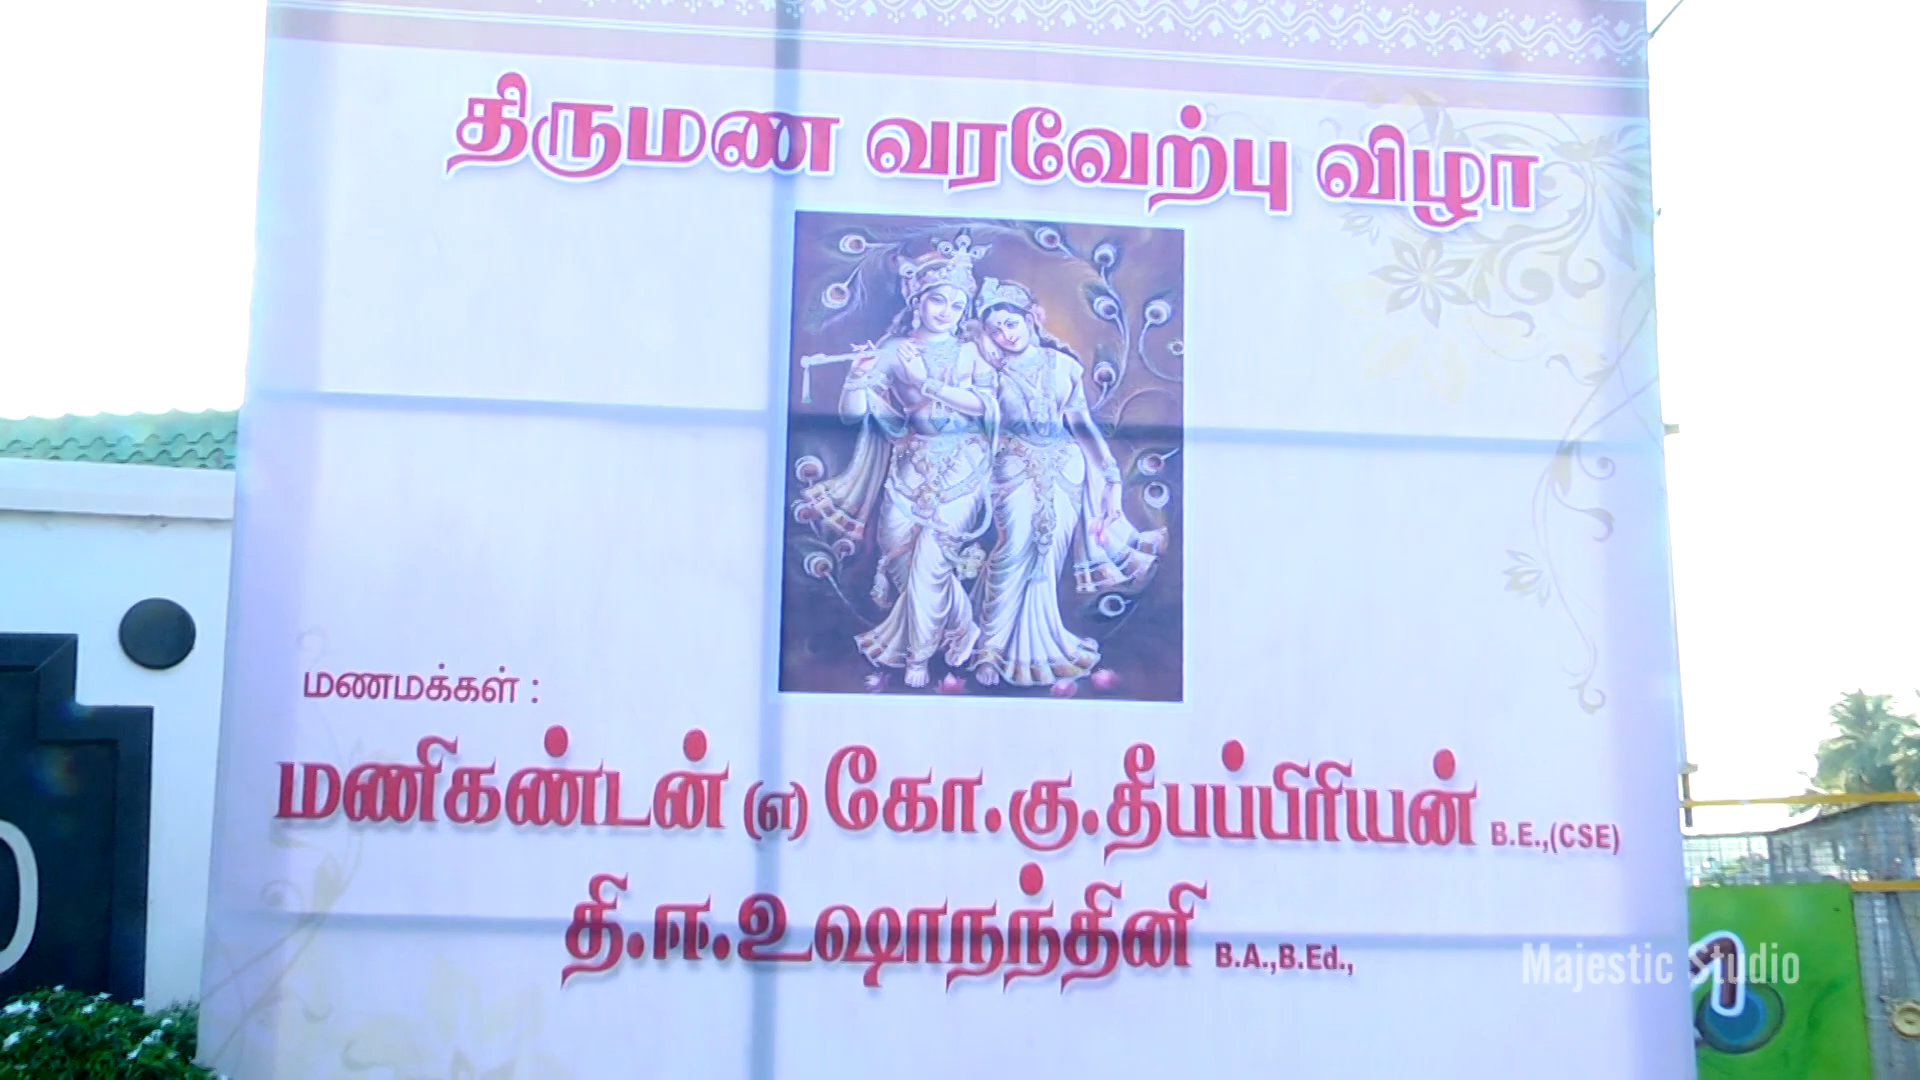 திருமண வரவேற்பு விழா
மணமக்கள் :
மணிகண்டன் (எ) கோ.கு.தீபப்பிரியன் B.E.,(CSE)
தி.ஈ.உஷாநந்தினி B.A.,B.Ed.,
Majestic Studio